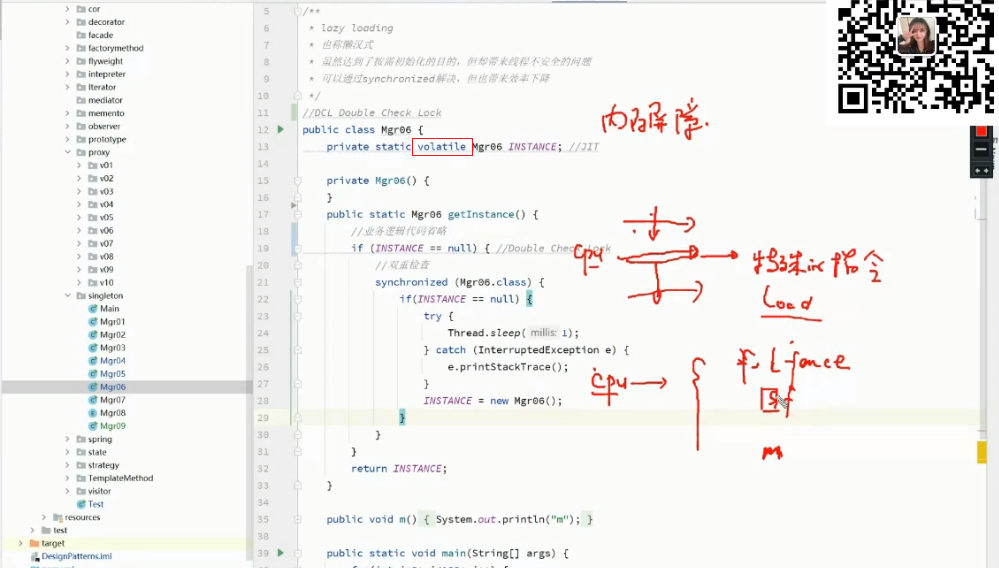 cor
decorator
facade
factorymethod
flyweight
intepreter
Iterator
mediator
memento
observer
prototype
proxy
v01
v02
v03
v04
v05
v06
v07
v08
v09
v10
singleton
Main
Mgr01
Mgr02
Mgr03
Mgr04
Mgr05
Mgr06
Mgr07
Mgr08
Mgr09
spring
state
strategy
TemplateMethod
visitor
Test
resources
test
target
DesignPatterns.iml
5 /**
6 * lazy loading
7 * 也称懒汉式
8 * 虽然达到了按需初始化的目的，但却带来线程不安全的问题
9 * 可以通过synchronized解决，但也带来效率下降
10 */
11 //DCL Double Check Lock
12 public class Mgr06 {
13 private static volatile Mgr06 INSTANCE; //JIT
14
15 private Mgr06() {
16 }
17 public static Mgr06 getInstance() {
18 //业务逻辑代码省略
19 if (INSTANCE == null) { //Double Check Lock
20 //双重检查
21 synchronized (Mgr06.class) {
22 if(INSTANCE == null) {
23 try {
24 Thread.sleep( millis: 1);
25 } catch (InterruptedException e) {
26 e.printStackTrace();
27 }
28 INSTANCE = new Mgr06();
29 }
30 }
31 }
32 return INSTANCE;
33 }
34
35 public void m() { System.out.println("m"); }
38
39 public static void main(String[] args) {
内存屏障.
cpu
特殊 指令
Load
cpu
fence
m